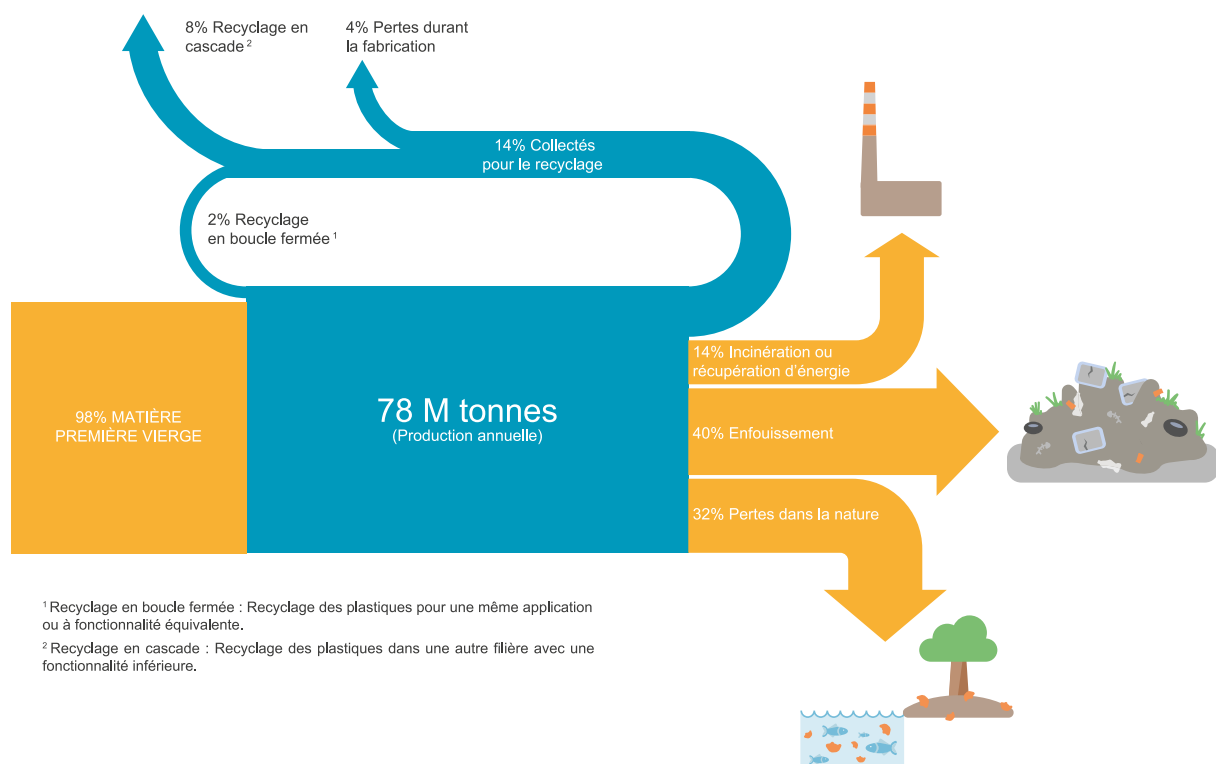 8% Recyclage en
cascade ²
4% Pertes durant
la fabrication
14% Collectés
pour le recyclage
2% Recyclage
en boucle fermée ¹
14% Incinération ou
récupération d'énergie
98% MATIÈRE
PREMIÈRE VIERGE
78 M tonnes
(Production annuelle)
40% Enfouissement
32% Pertes dans la nature
¹ Recyclage en boucle fermée : Recyclage des plastiques pour une même application
ou à fonctionnalité équivalente.
² Recyclage en cascade : Recyclage des plastiques dans une autre filière avec une
fonctionnalité inférieure.